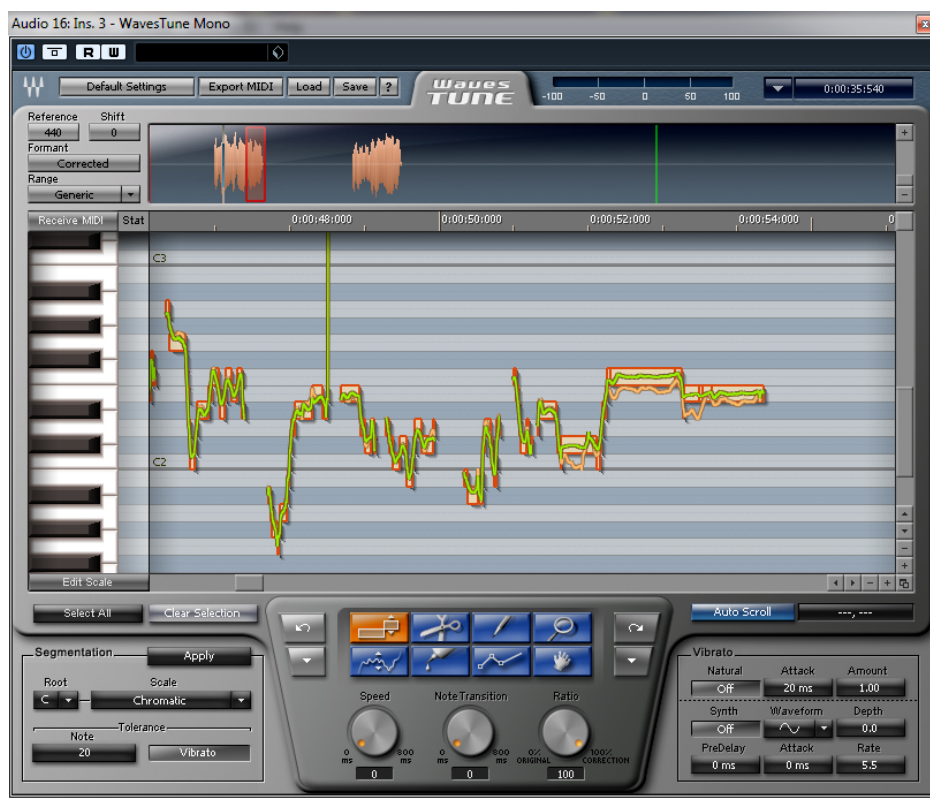 Audio 16: Ins. 3 - WavesTune Mono
R W
Default Settings Export MIDI Load Save ? Waves TUNE -100 -50 0 50 100 0:00:35:540
Reference Shift
440 0
Formant
Corrected
Range
Generic
Receive MIDI Stat 0:00:48:000 0:00:50:000 0:00:52:000 0:00:54:000 0
C3
C2
Edit Scale
Select All Clear Selection Auto Scroll ---, ---
Segmentation Apply
Root Scale
C Chromatic
Tolerance
Note
20 Vibrato
Speed Note Transition Ratio
0 ms 800 ms 0 ms 800 ms 0% ORIGINAL 100% CORRECTION
0 0 100
Vibrato
Natural Attack Amount
Off 20 ms 1.00
Synth Waveform Depth
Off 0.0
PreDelay Attack Rate
0 ms 0 ms 5.5